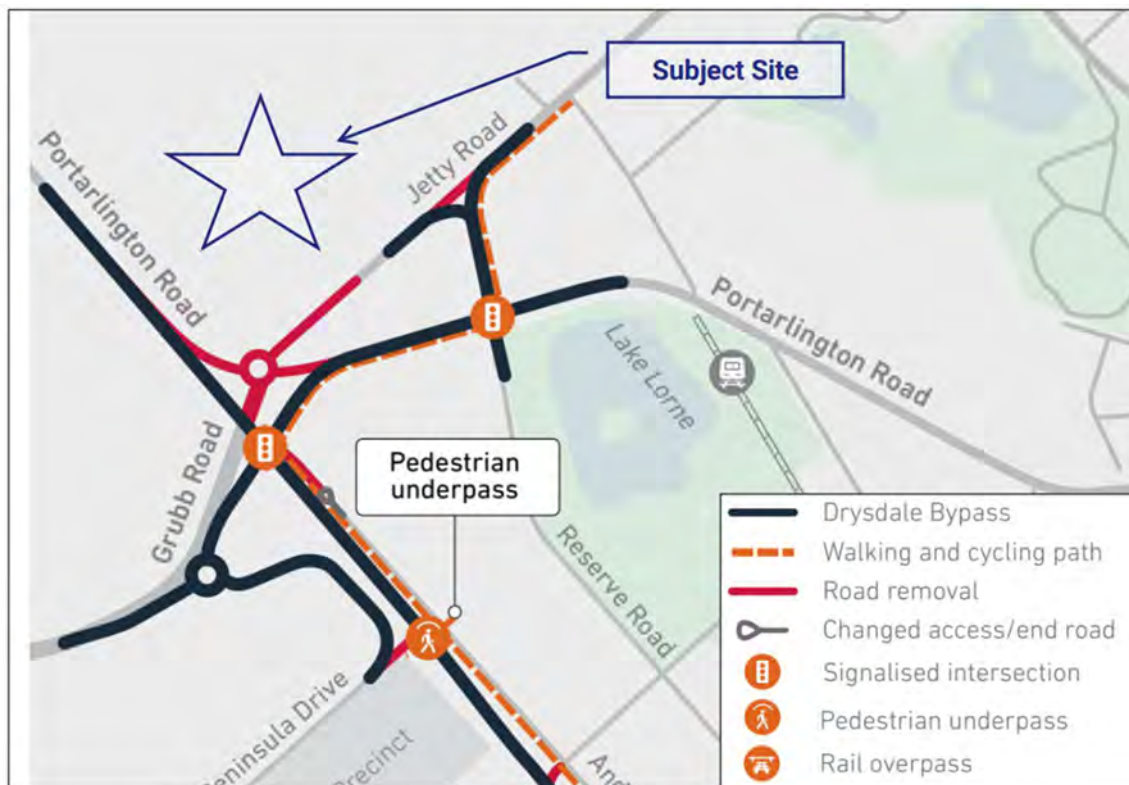 Subject Site
Portarlington Road
Jetty Road
Portarlington Road
Lake Lorne
Grubb Road
Pedestrian
underpass
Reserve Road
Drive
Precinct
Drysdale Bypass
Walking and cycling path
Road removal
Changed access/end road
Signalised intersection
Pedestrian underpass
Rail overpass